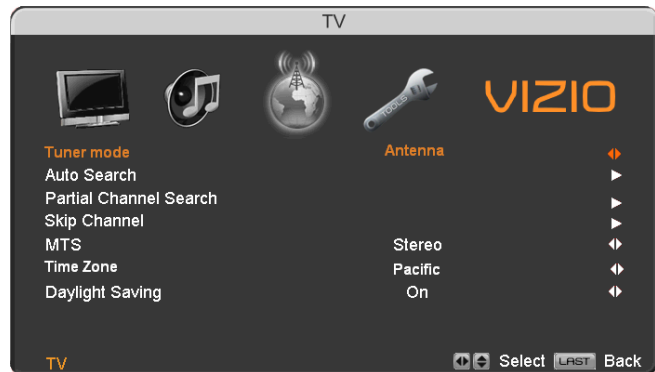 TV
TOOLS
VIZIO
Tuner mode Antenna
Auto Search
Partial Channel Search
Skip Channel
MTS Stereo
Time Zone Pacific
Daylight Saving On
TV Select LAST Back